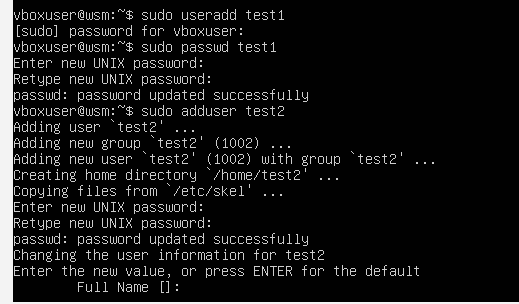 vboxuser@wsm:~$ sudo useradd test1
[sudo] password for vboxuser:
vboxuser@wsm:~$ sudo passwd test1
Enter new UNIX password:
Retype new UNIX password:
passwd: password updated successfully
vboxuser@wsm:~$ sudo adduser test2
Adding user `test2' ...
Adding new group `test2' (1002) ...
Adding new user `test2' (1002) with group `test2' ...
Creating home directory `/home/test2' ...
Copying files from `/etc/skel' ...
Enter new UNIX password:
Retype new UNIX password:
passwd: password updated successfully
Changing the user information for test2
Enter the new value, or press ENTER for the default
        Full Name []: